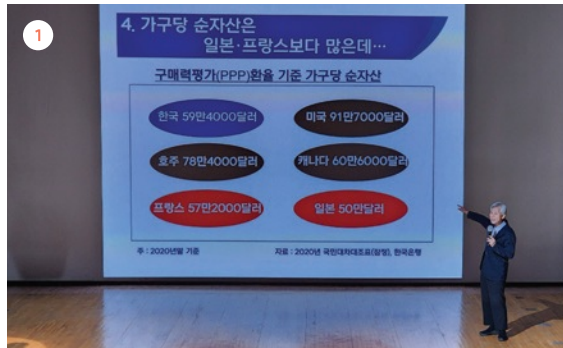 1
4. 가구당 순자산은
일본·프랑스보다 많은데…
구매력평가(PPP)환율 기준 가구당 순자산
한국 59만4000달러
미국 91만7000달러
호주 78만4000달러
캐나다 60만6000달러
프랑스 57만2000달러
일본 50만달러
주 : 2020년말 기준
자료 : 2020년 국민대차대조표(잠정), 한국은행